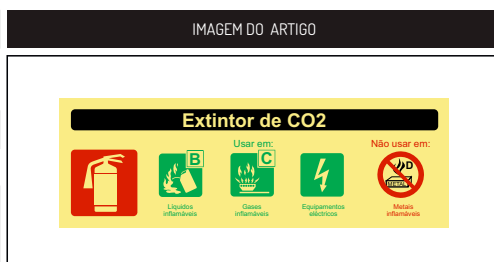 IMAGEM DO ARTIGO
Extintor de CO2
Usar em:
Não usar em:
B
C
D
METAL
Líquidos
inflamáveis
Gases
inflamáveis
Equipamentos
eléctricos
Metais
inflamáveis